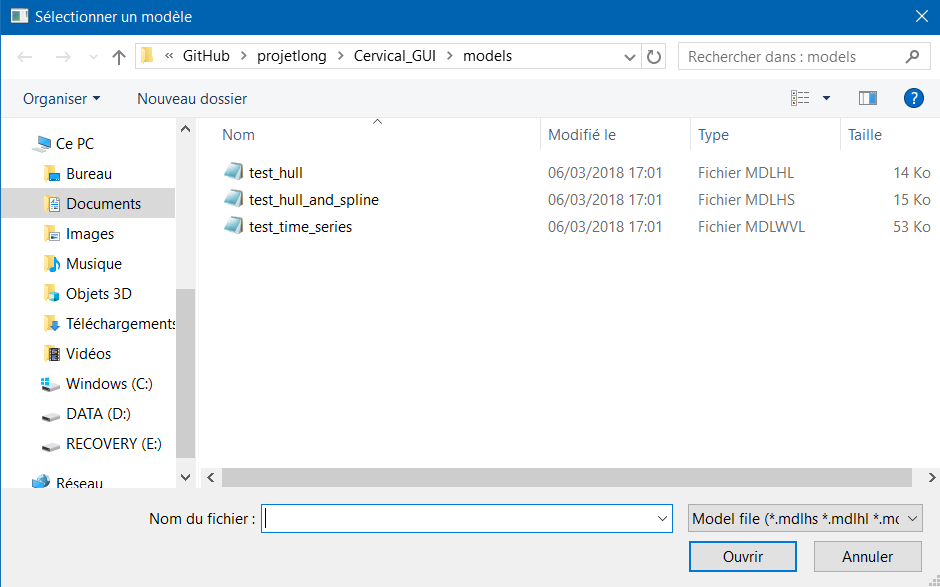 Sélectionner un modèle
« GitHub > projetlong > Cervical_GUI > models
Rechercher dans : models
Organiser Nouveau dossier ?
Nom Modifié le Type Taille
Ce PC
Bureau
Documents
Images
Musique
Objets 3D
Téléchargements
Vidéos
Windows (C:)
DATA (D:)
RECOVERY (E:)
Réseau
test_hull 06/03/2018 17:01 Fichier MDLHL 14 Ko
test_hull_and_spline 06/03/2018 17:01 Fichier MDLHS 15 Ko
test_time_series 06/03/2018 17:01 Fichier MDLWVL 53 Ko
Nom du fichier :
Model file (*.mdlhs *.mdlhl *.mc
Ouvrir Annuler